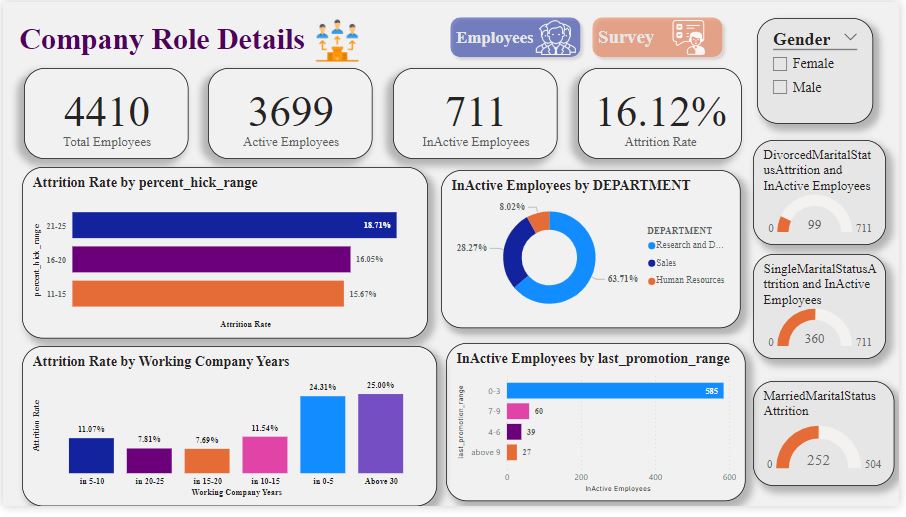 Company Role Details
Employees
Survey
Gender
Female
Male
4410
Total Employees
3699
Active Employees
711
InActive Employees
16.12%
Attrition Rate
Attrition Rate by percent_hick_range
percent_hick_range
21-25
18.71%
16-20
16.05%
11-15
15.67%
Attrition Rate
InActive Employees by DEPARTMENT
8.02%
28.27%
63.71%
DEPARTMENT
Research and D...
Sales
Human Resources
DivorcedMaritalStat
usAttrition and
InActive Employees
0
99
711
SingleMaritalStatusA
ttrition and InActive
Employees
0
360
711
Attrition Rate by Working Company Years
Attrition Rate
11.07%
7.81%
7.69%
11.54%
24.31%
25.00%
in 5-10
in 20-25
in 15-20
in 10-15
in 0-5
Above 30
Working Company Years
InActive Employees by last_promotion_range
last_promotion_range
0-3
585
7-9
60
4-6
39
above 9
27
0
200
400
600
InActive Employees
MarriedMaritalStatus
Attrition
0
252
504